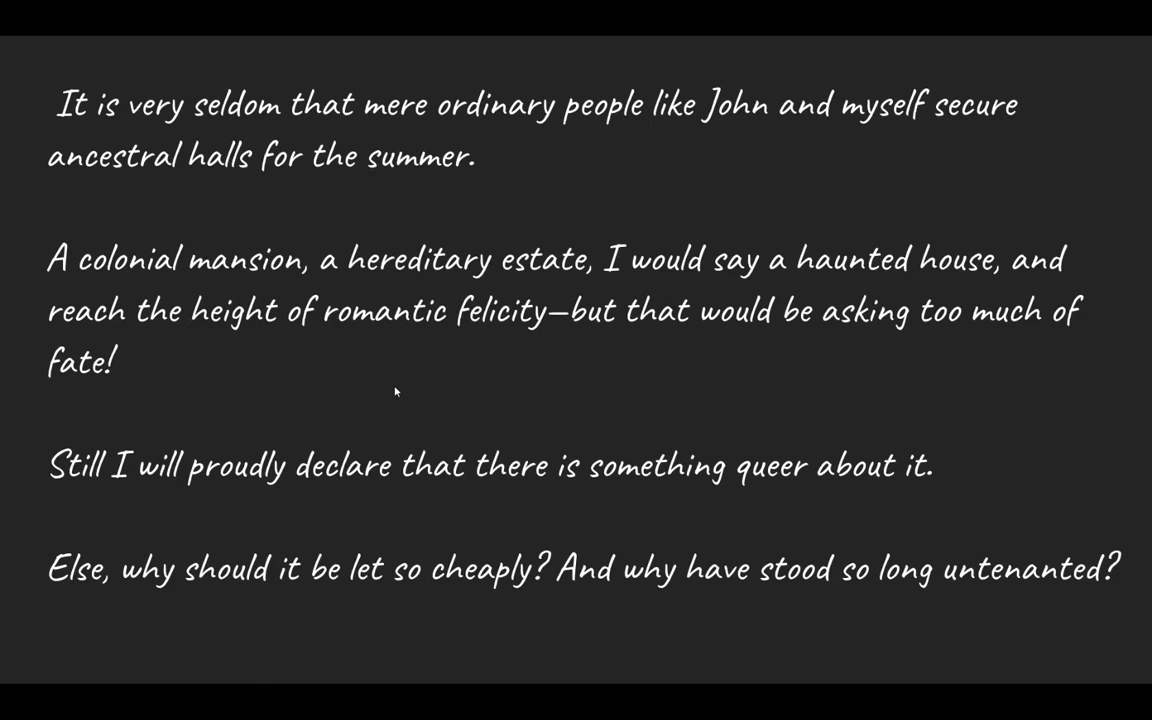 It is very seldom that mere ordinary people like John and myself secure
ancestral halls for the summer.
A colonial mansion, a hereditary estate, I would say a haunted house, and
reach the height of romantic felicity—but that would be asking too much of
fate!
Still I will proudly declare that there is something queer about it.
Else, why should it be let so cheaply? And why have stood so long untenanted?